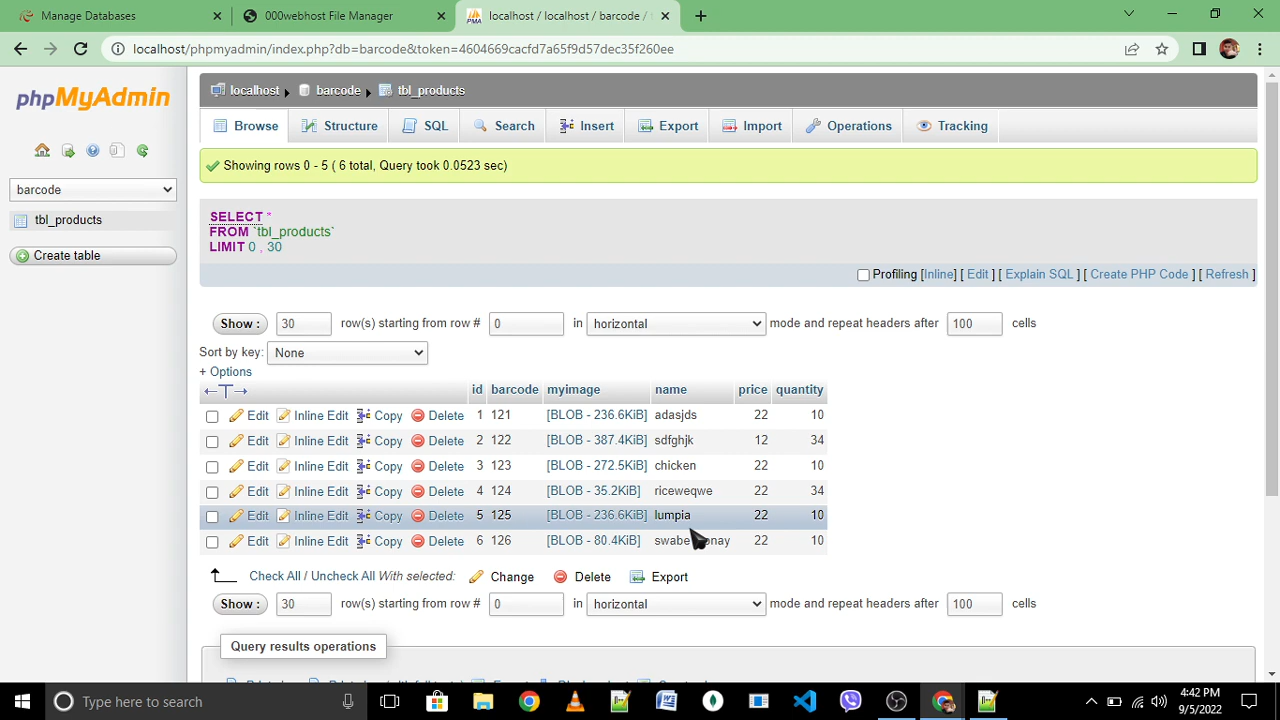 Manage Databases
000webhost File Manager
localhost / localhost / barcode /
localhost/phpmyadmin/index.php?db=barcode&token=4604669cacfd7a65f9d57dec35f260ee
phpMyAdmin
localhost
barcode
tbl_products
Browse
Structure
SQL
Search
Insert
Export
Import
Operations
Tracking
barcode
tbl_products
Create table
Showing rows 0 - 5 ( 6 total, Query took 0.0523 sec)
SELECT *
FROM `tbl_products`
LIMIT 0 , 30
Profiling [Inline] [ Edit ] [ Explain SQL ] [ Create PHP Code ] [ Refresh ]
Show : 30 row(s) starting from row # 0 in horizontal mode and repeat headers after 100 cells
Sort by key: None
+ Options
←T→ id barcode myimage name price quantity
Edit Inline Edit Copy Delete 1 121 [BLOB - 236.6KiB] adasjds 22 10
Edit Inline Edit Copy Delete 2 122 [BLOB - 387.4KiB] sdfghjk 12 34
Edit Inline Edit Copy Delete 3 123 [BLOB - 272.5KiB] chicken 22 10
Edit Inline Edit Copy Delete 4 124 [BLOB - 35.2KiB] riceweqwe 22 34
Edit Inline Edit Copy Delete 5 125 [BLOB - 236.6KiB] lumpia 22 10
Edit Inline Edit Copy Delete 6 126 [BLOB - 80.4KiB] 22 10
Check All / Uncheck All With selected: Change Delete Export
Show : 30 row(s) starting from row # 0 in horizontal mode and repeat headers after 100 cells
Query results operations
Type here to search
4:42 PM
9/5/2022